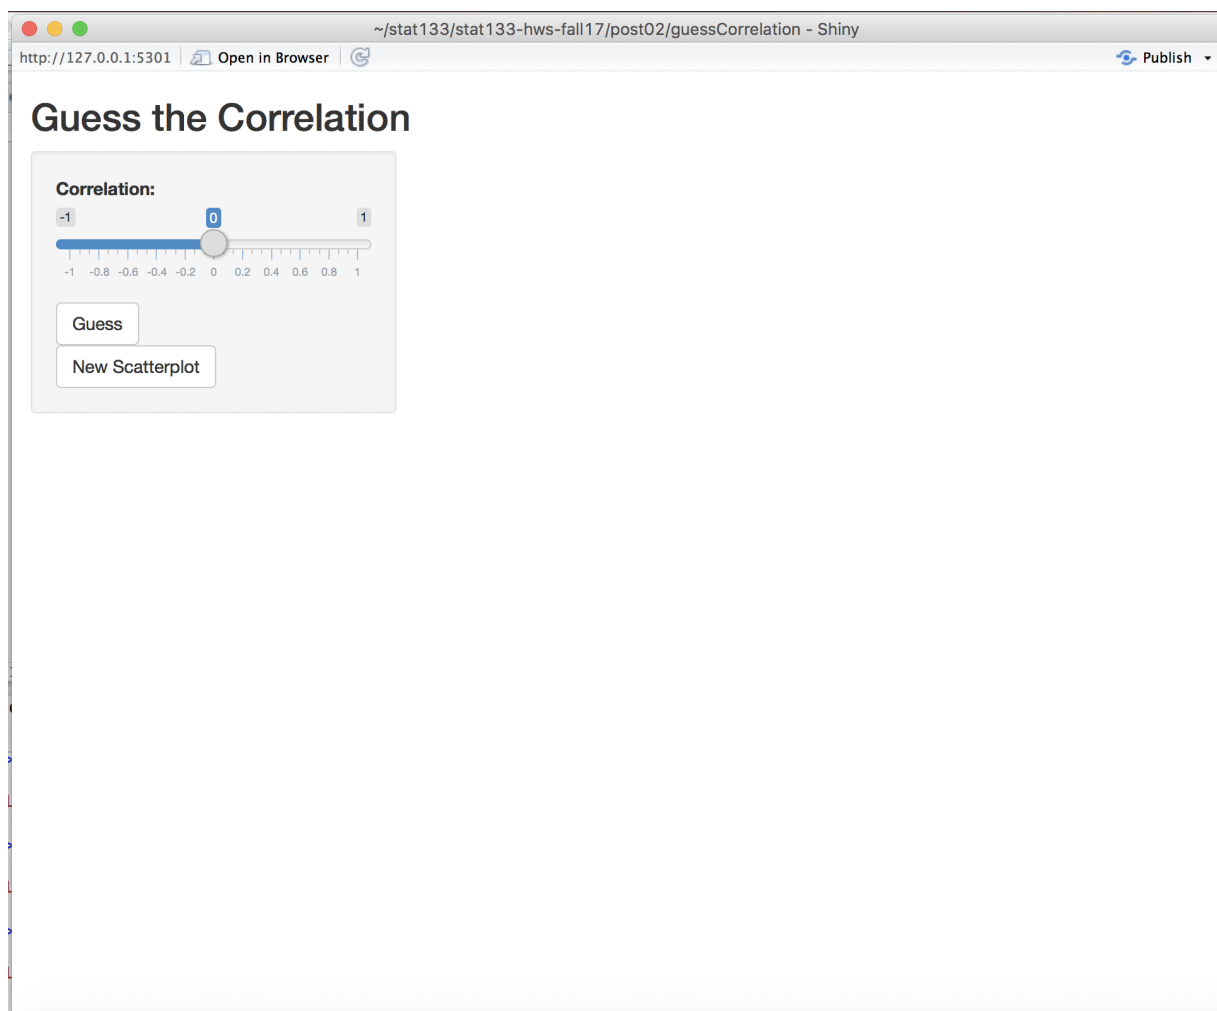 ~/stat133/stat133-hws-fall17/post02/guessCorrelation - Shiny
http://127.0.0.1:5301 Open in Browser Publish
Guess the Correlation
Correlation:
-1 0 1
-1 -0.8 -0.6 -0.4 -0.2 0 0.2 0.4 0.6 0.8 1
Guess
New Scatterplot